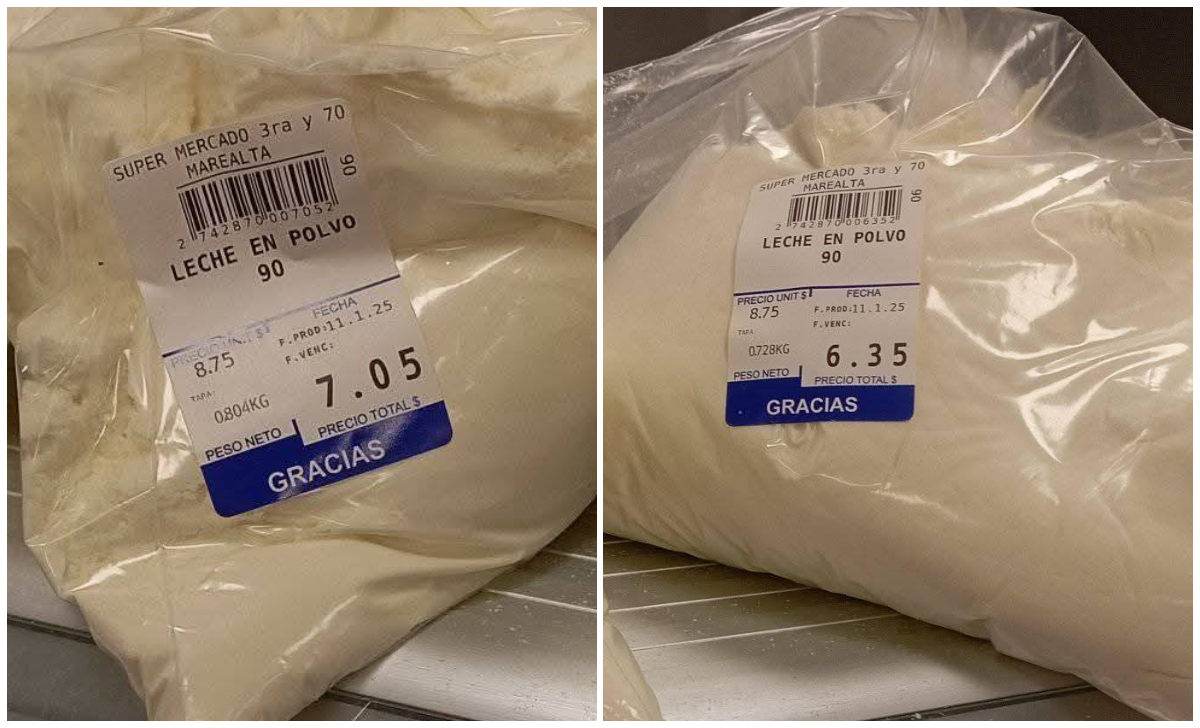 SUPER MERCADO 3ra y 70
MAREALTA
06
2 742870 007052
LECHE EN POLVO
90
PRECIO UNIT $
FECHA
8.75
F.PROD:11.1.25
F.VENC:
TARA:
0.804KG
7.05
PESO NETO
PRECIO TOTAL $
GRACIAS
SUPER MERCADO 3ra y 70
MAREALTA
06
2 742870 006352
LECHE EN POLVO
90
PRECIO UNIT $
FECHA
8.75
F.PROD:11.1.25
F.VENC:
TARA:
0.728KG
6.35
PESO NETO
PRECIO TOTAL $
GRACIAS